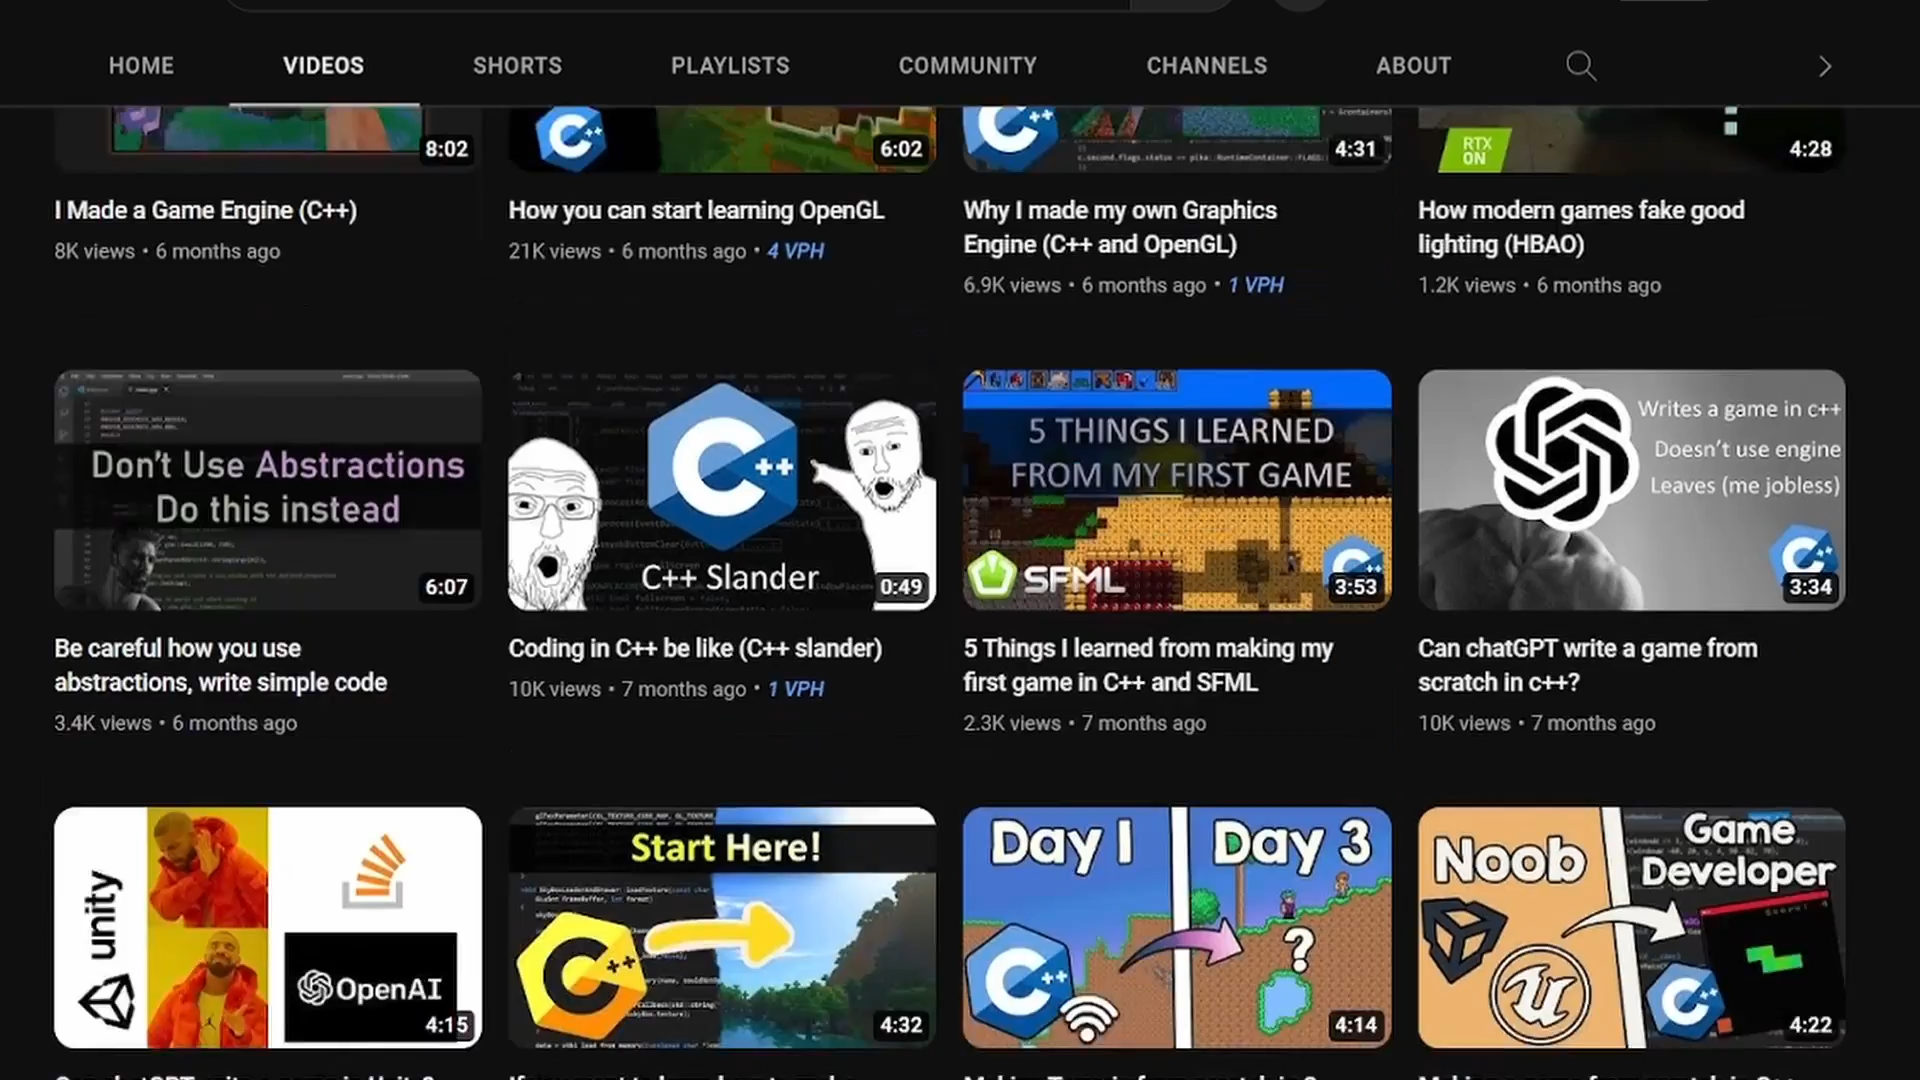 HOME
VIDEOS
SHORTS
PLAYLISTS
COMMUNITY
CHANNELS
ABOUT
8:02
6:02
4:31
RTX
ON
4:28
I Made a Game Engine (C++)
8K views • 6 months ago
How you can start learning OpenGL
21K views • 6 months ago • 4 VPH
Why I made my own Graphics
Engine (C++ and OpenGL)
6.9K views • 6 months ago • 1 VPH
How modern games fake good
lighting (HBAO)
1.2K views • 6 months ago
Don't Use Abstractions
Do this instead
6:07
C++
C++ Slander
0:49
5 THINGS I LEARNED
FROM MY FIRST GAME
SFML
3:53
Writes a game in c++
Doesn't use engine
Leaves (me jobless)
3:34
Be careful how you use
abstractions, write simple code
3.4K views • 6 months ago
Coding in C++ be like (C++ slander)
10K views • 7 months ago • 1 VPH
5 Things I learned from making my
first game in C++ and SFML
2.3K views • 7 months ago
Can chatGPT write a game from
scratch in c++?
10K views • 7 months ago
unity
OpenAI
4:15
Start Here!
C++
4:32
Day 1
Day 3
?
C++
4:14
Noob
Game
Developer
C++
4:22